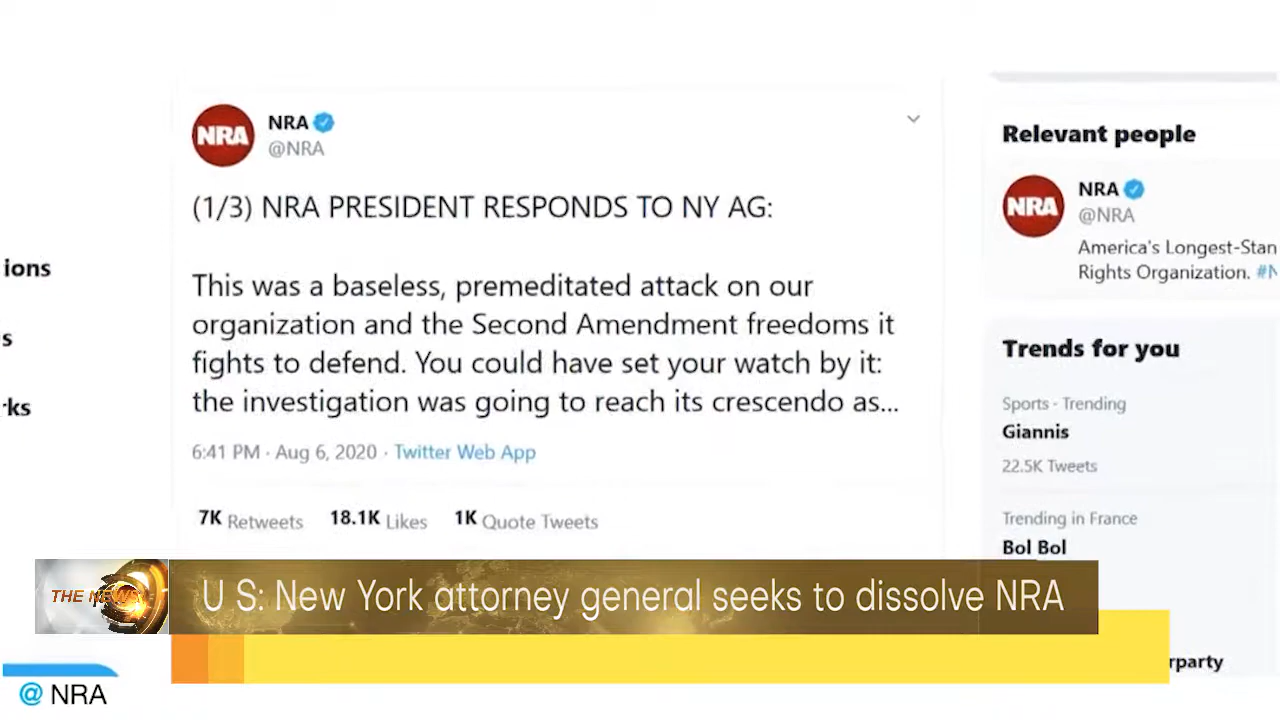 NRA
NRA
@NRA
(1/3) NRA PRESIDENT RESPONDS TO NY AG:
This was a baseless, premeditated attack on our
organization and the Second Amendment freedoms it
fights to defend. You could have set your watch by it:
the investigation was going to reach its crescendo as...
6:41 PM · Aug 6, 2020 · Twitter Web App
7K Retweets 18.1K Likes 1K Quote Tweets
ions
s
rks
Relevant people
NRA
NRA
@NRA
America's Longest-Stan
Rights Organization. #N
Trends for you
Sports · Trending
Giannis
22.5K Tweets
Trending in France
Bol Bol
rparty
THE NEWS
U S: New York attorney general seeks to dissolve NRA
@ NRA